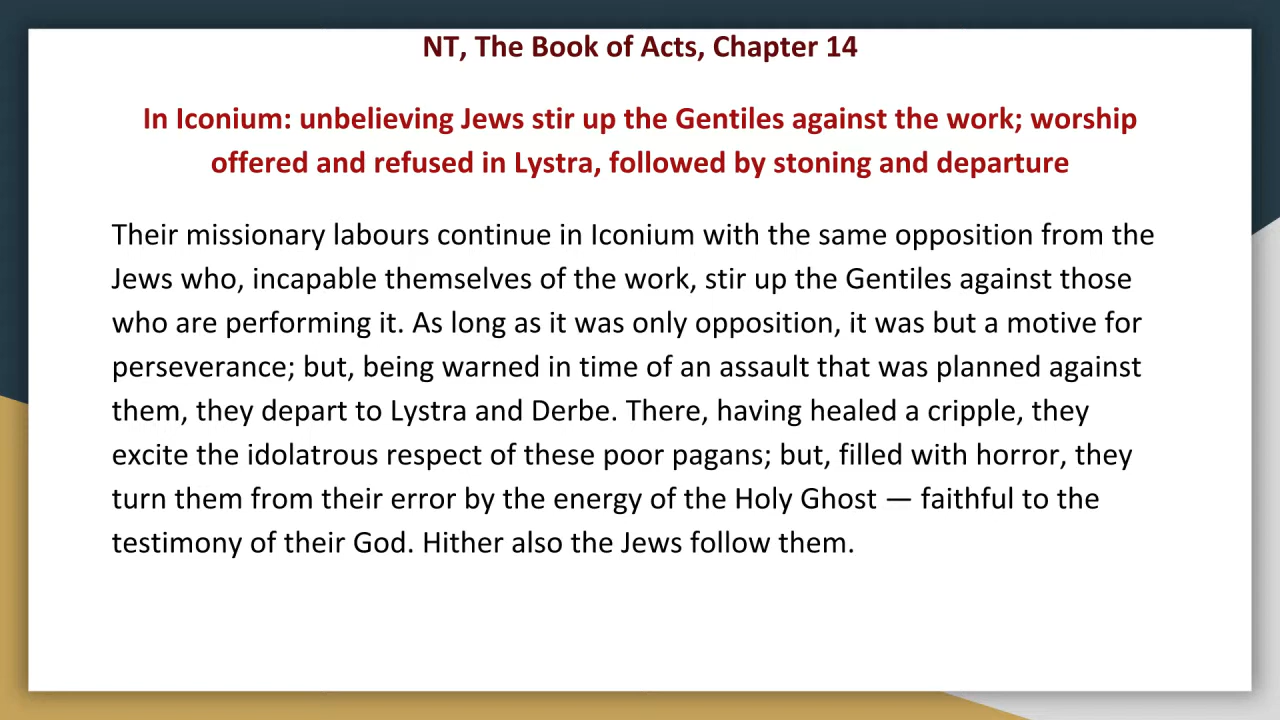 NT, The Book of Acts, Chapter 14
In Iconium: unbelieving Jews stir up the Gentiles against the work; worship
offered and refused in Lystra, followed by stoning and departure
Their missionary labours continue in Iconium with the same opposition from the
Jews who, incapable themselves of the work, stir up the Gentiles against those
who are performing it. As long as it was only opposition, it was but a motive for
perseverance; but, being warned in time of an assault that was planned against
them, they depart to Lystra and Derbe. There, having healed a cripple, they
excite the idolatrous respect of these poor pagans; but, filled with horror, they
turn them from their error by the energy of the Holy Ghost — faithful to the
testimony of their God. Hither also the Jews follow them.